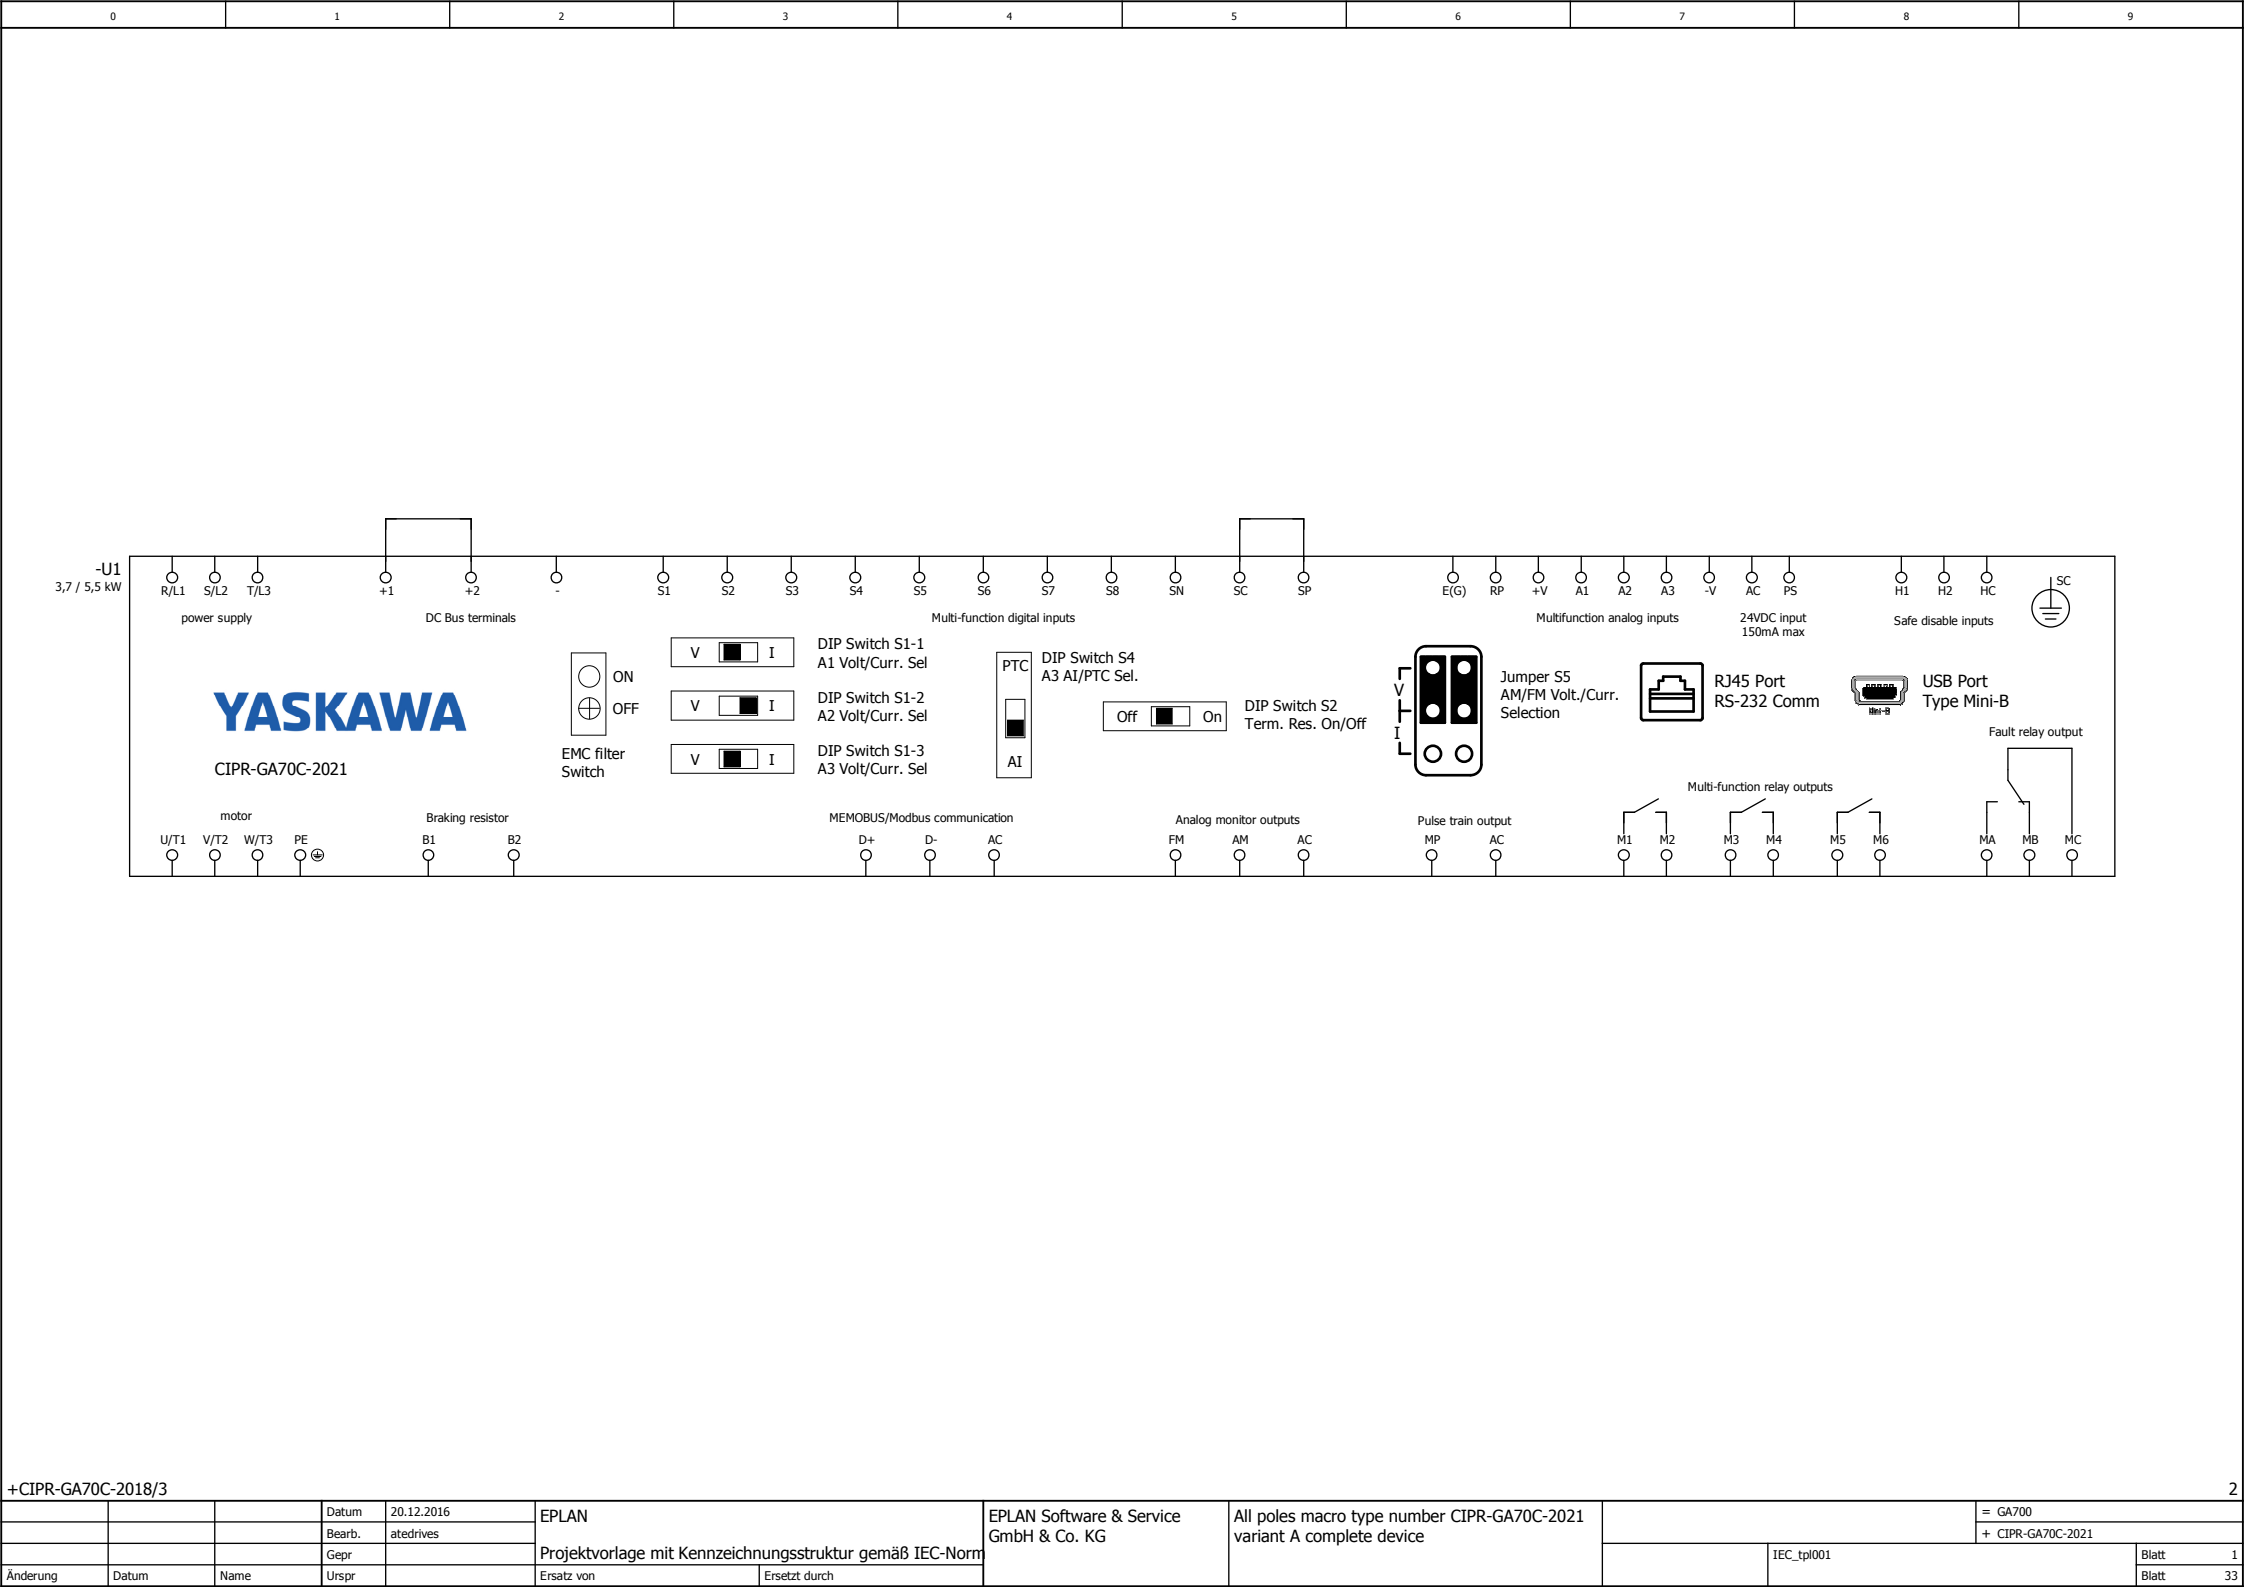 0 1 2 3 4 5 6 7 8 9
-U1
3,7 / 5,5 kW
R/L1 S/L2 T/L3 +1 +2 - S1 S2 S3 S4 S5 S6 S7 S8 SN SC SP E(G) RP +V A1 A2 A3 -V AC PS H1 H2 HC SC
power supply
DC Bus terminals
Multi-function digital inputs
Multifunction analog inputs
24VDC input
150mA max
Safe disable inputs
ON
OFF
EMC filter
Switch
V I
DIP Switch S1-1
A1 Volt/Curr. Sel
V I
DIP Switch S1-2
A2 Volt/Curr. Sel
V I
DIP Switch S1-3
A3 Volt/Curr. Sel
PTC
AI
DIP Switch S4
A3 AI/PTC Sel.
Off On
DIP Switch S2
Term. Res. On/Off
V
I
Jumper S5
AM/FM Volt./Curr.
Selection
RJ45 Port
RS-232 Comm
Mini-B
USB Port
Type Mini-B
YASKAWA
CIPR-GA70C-2021
Fault relay output
Multi-function relay outputs
motor
Braking resistor
MEMOBUS/Modbus communication
Analog monitor outputs
Pulse train output
U/T1 V/T2 W/T3 PE B1 B2 D+ D- AC FM AM AC MP AC M1 M2 M3 M4 M5 M6 MA MB MC
+CIPR-GA70C-2018/3
2
Datum 20.12.2016
Bearb. atedrives
Gepr
Änderung Datum Name Urspr
EPLAN
Projektvorlage mit Kennzeichnungsstruktur gemäß IEC-Norm
Ersatz von
Ersetzt durch
EPLAN Software & Service
GmbH & Co. KG
All poles macro type number CIPR-GA70C-2021
variant A complete device
= GA700
+ CIPR-GA70C-2021
IEC_tpl001
Blatt 1
Blatt 33